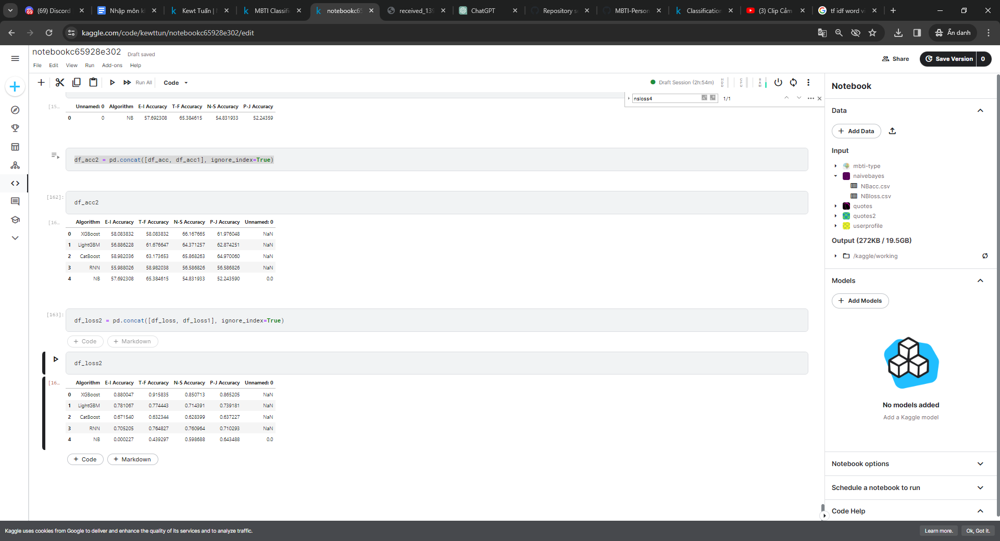 (69) Discord
Nhập môn k
Kewt Tuấn |
MBTI Classifi
notebookc65
received_139
ChatGPT
Repository s
MBTI-Person
Classification
(3) Clip Cảm
tf idf word v
kaggle.com/code/kewttun/notebookc65928e302/edit
Ẩn danh
notebookc65928e302 Draft saved
File Edit View Run Add-ons Help
Share
Save Version 0
Run All
Code
Draft Session (2h:54m)
HDD
CPU
RAM
nsloss4
1/1
[15...
Unnamed: 0 Algorithm E-I Accuracy T-F Accuracy N-S Accuracy P-J Accuracy
0 0 NB 57.692308 65.384615 54.831933 52.24359
df_acc2 = pd.concat([df_acc, df_acc1], ignore_index=True)
[162]:
df_acc2
[16...
Algorithm E-I Accuracy T-F Accuracy N-S Accuracy P-J Accuracy Unnamed: 0
0 XGBoost 58.083832 58.083832 66.167665 61.976048 NaN
1 LightGBM 56.886228 61.676647 64.371257 62.874251 NaN
2 CatBoost 58.982036 63.173653 65.868263 64.970060 NaN
3 RNN 55.988026 58.982038 56.586826 56.586826 NaN
4 NB 57.692308 65.384615 54.831933 52.243590 0.0
[163]:
df_loss2 = pd.concat([df_loss, df_loss1], ignore_index=True)
+ Code + Markdown
df_loss2
[16...
Algorithm E-I Accuracy T-F Accuracy N-S Accuracy P-J Accuracy Unnamed: 0
0 XGBoost 0.880047 0.915835 0.850713 0.865205 NaN
1 LightGBM 0.781067 0.774443 0.714391 0.739181 NaN
2 CatBoost 0.671540 0.632344 0.628399 0.637227 NaN
3 RNN 0.705205 0.764827 0.760964 0.710293 NaN
4 NB 0.000227 0.439297 0.598688 0.643488 0.0
+ Code + Markdown
Notebook
Data
+ Add Data
Input
mbti-type
naivebayes
NBacc.csv
NBloss.csv
quotes
quotes2
userprofile
Output (272KB / 19.5GB)
/kaggle/working
Models
+ Add Models
No models added
Add a Kaggle model
Notebook options
Schedule a notebook to run
Code Help
Kaggle uses cookies from Google to deliver and enhance the quality of its services and to analyze traffic.
Learn more.
Ok, Got it.